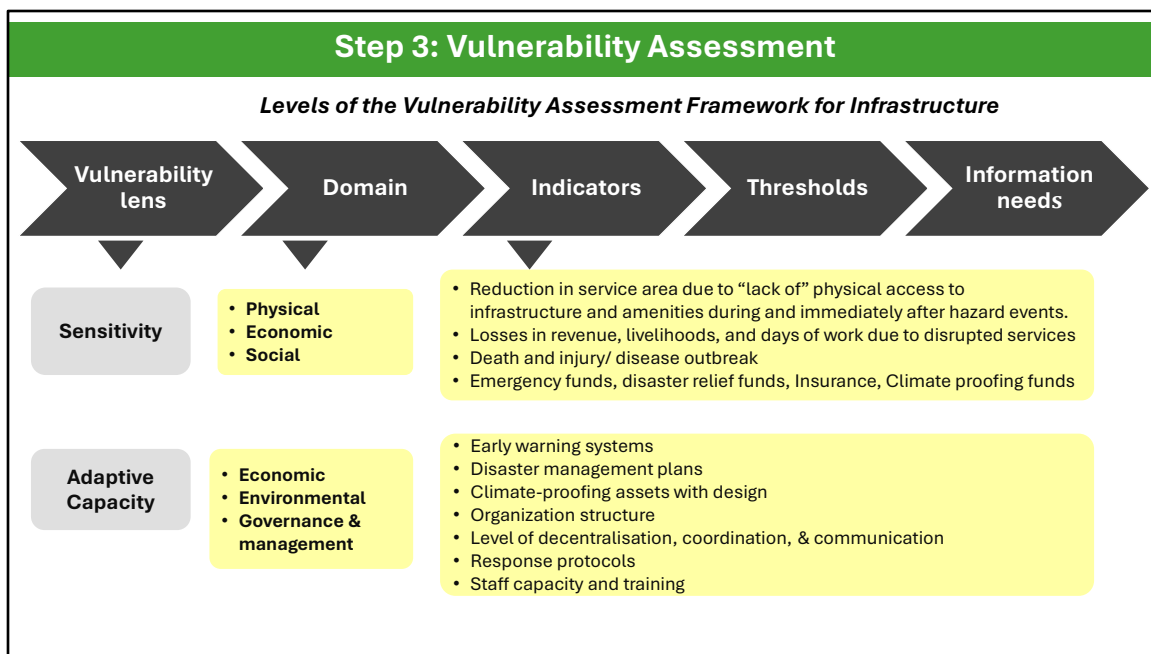 Step 3: Vulnerability Assessment
Levels of the Vulnerability Assessment Framework for Infrastructure
Vulnerability
lens
Domain
Indicators
Thresholds
Information
needs
Sensitivity
• Physical
• Economic
• Social
• Reduction in service area due to “lack of” physical access to
infrastructure and amenities during and immediately after hazard events.
• Losses in revenue, livelihoods, and days of work due to disrupted services
• Death and injury/ disease outbreak
• Emergency funds, disaster relief funds, Insurance, Climate proofing funds
Adaptive
Capacity
• Economic
• Environmental
• Governance &
management
• Early warning systems
• Disaster management plans
• Climate-proofing assets with design
• Organization structure
• Level of decentralisation, coordination, & communication
• Response protocols
• Staff capacity and training